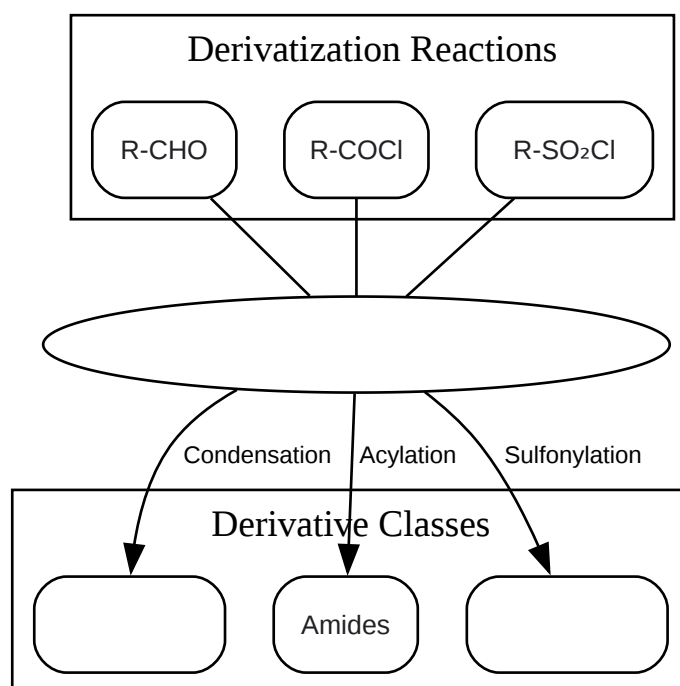 Derivatization Reactions
R-CHO
R-COCl
R-SO₂Cl
Condensation
Acylation
Sulfonylation
Derivative Classes
Amides